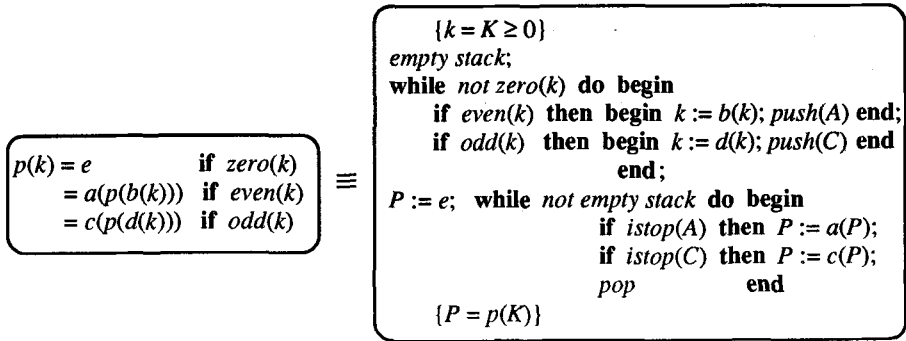 p(k) = e if zero(k)
= a(p(b(k))) if even(k)
= c(p(d(k))) if odd(k)
≡
{k = K ≥ 0}
empty stack;
while not zero(k) do begin
if even(k) then begin k := b(k); push(A) end;
if odd(k) then begin k := d(k); push(C) end
end;
P := e; while not empty stack do begin
if istop(A) then P := a(P);
if istop(C) then P := c(P);
pop end
{P = p(K)}